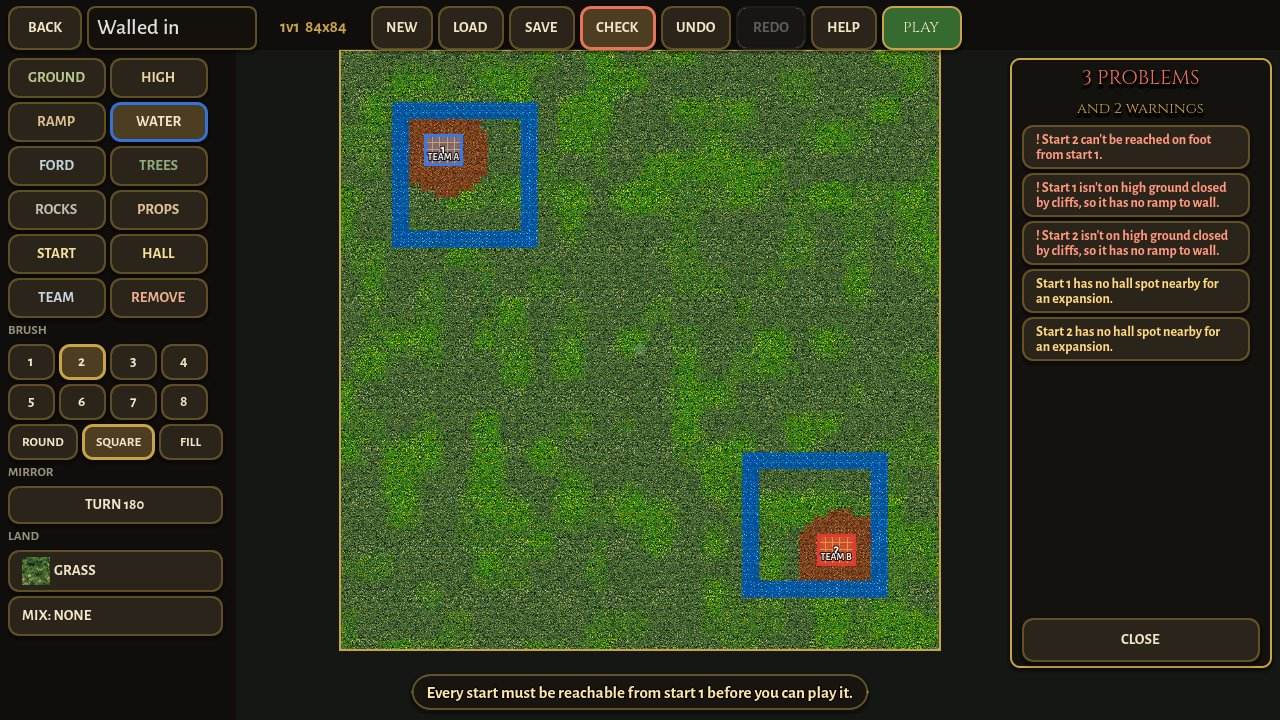 BACK
Walled in
1v1 84x84
NEW
LOAD
SAVE
CHECK
UNDO
REDO
HELP
PLAY
GROUND
HIGH
RAMP
WATER
FORD
TREES
ROCKS
PROPS
START
HALL
TEAM
REMOVE
BRUSH
1
2
3
4
5
6
7
8
ROUND
SQUARE
FILL
MIRROR
TURN 180
LAND
GRASS
MIX: NONE
1
TEAM A
2
TEAM B
3 PROBLEMS
AND 2 WARNINGS
! Start 2 can't be reached on foot
from start 1.
! Start 1 isn't on high ground closed
by cliffs, so it has no ramp to wall.
! Start 2 isn't on high ground closed
by cliffs, so it has no ramp to wall.
Start 1 has no hall spot nearby for
an expansion.
Start 2 has no hall spot nearby for
an expansion.
CLOSE
Every start must be reachable from start 1 before you can play it.